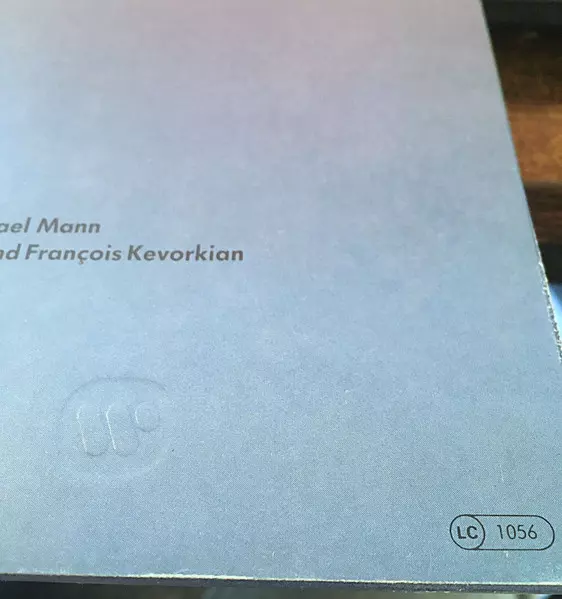 ael Mann
nd François Kevorkian
LC 1056